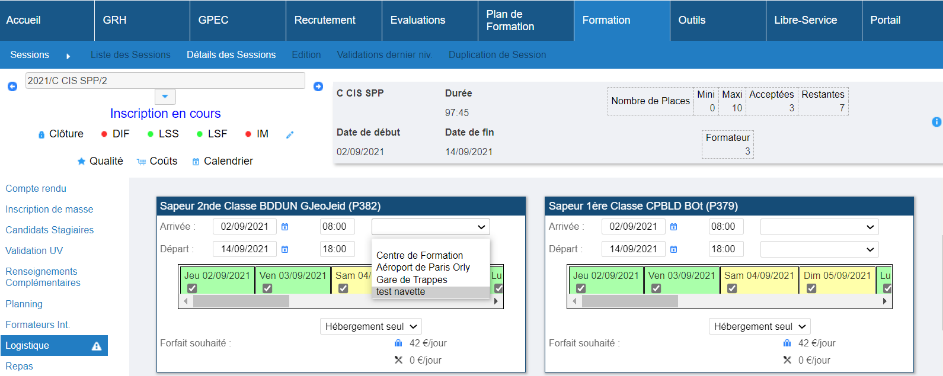 Accueil GRH GPEC Recrutement Evaluations Plan de Formation Formation Outils Libre-Service Portail
Sessions Liste des Sessions Détails des Sessions Edition Validations dernier niv Duplication de Session
2021/C CIS SPP/2
Inscription en cours
Clôture DIF LSS LSF IM
Qualité Coûts Calendrier
C CIS SPP Durée
97:45
Date de début Date de fin
02/09/2021 14/09/2021
Nombre de Places Mini Maxi Acceptées Restantes
0 10 3 7
Formateur
3
Compte rendu
Inscription de masse
Candidats Stagiaires
Validation UV
Renseignements
Complémentaires
Planning
Formateurs Int.
Logistique
Repas
Sapeur 2nde Classe BDDUN GJeoJeid (P382)
Arrivée : 02/09/2021 08:00
Départ : 14/09/2021 18:00
Centre de Formation
Aéroport de Paris Orly
Gare de Trappes
test navette
Jeu 02/09/2021 Ven 03/09/2021 Sam 04/ Lu
Hébergement seul
Forfait souhaité : 42 €/jour
0 €/jour
Sapeur 1ère Classe CPBLD BOt (P379)
Arrivée : 02/09/2021 08:00
Départ : 14/09/2021 18:00
Jeu 02/09/2021 Ven 03/09/2021 Sam 04/09/2021 Dim 05/09/2021 Lu
Hébergement seul
Forfait souhaité : 42 €/jour
0 €/jour